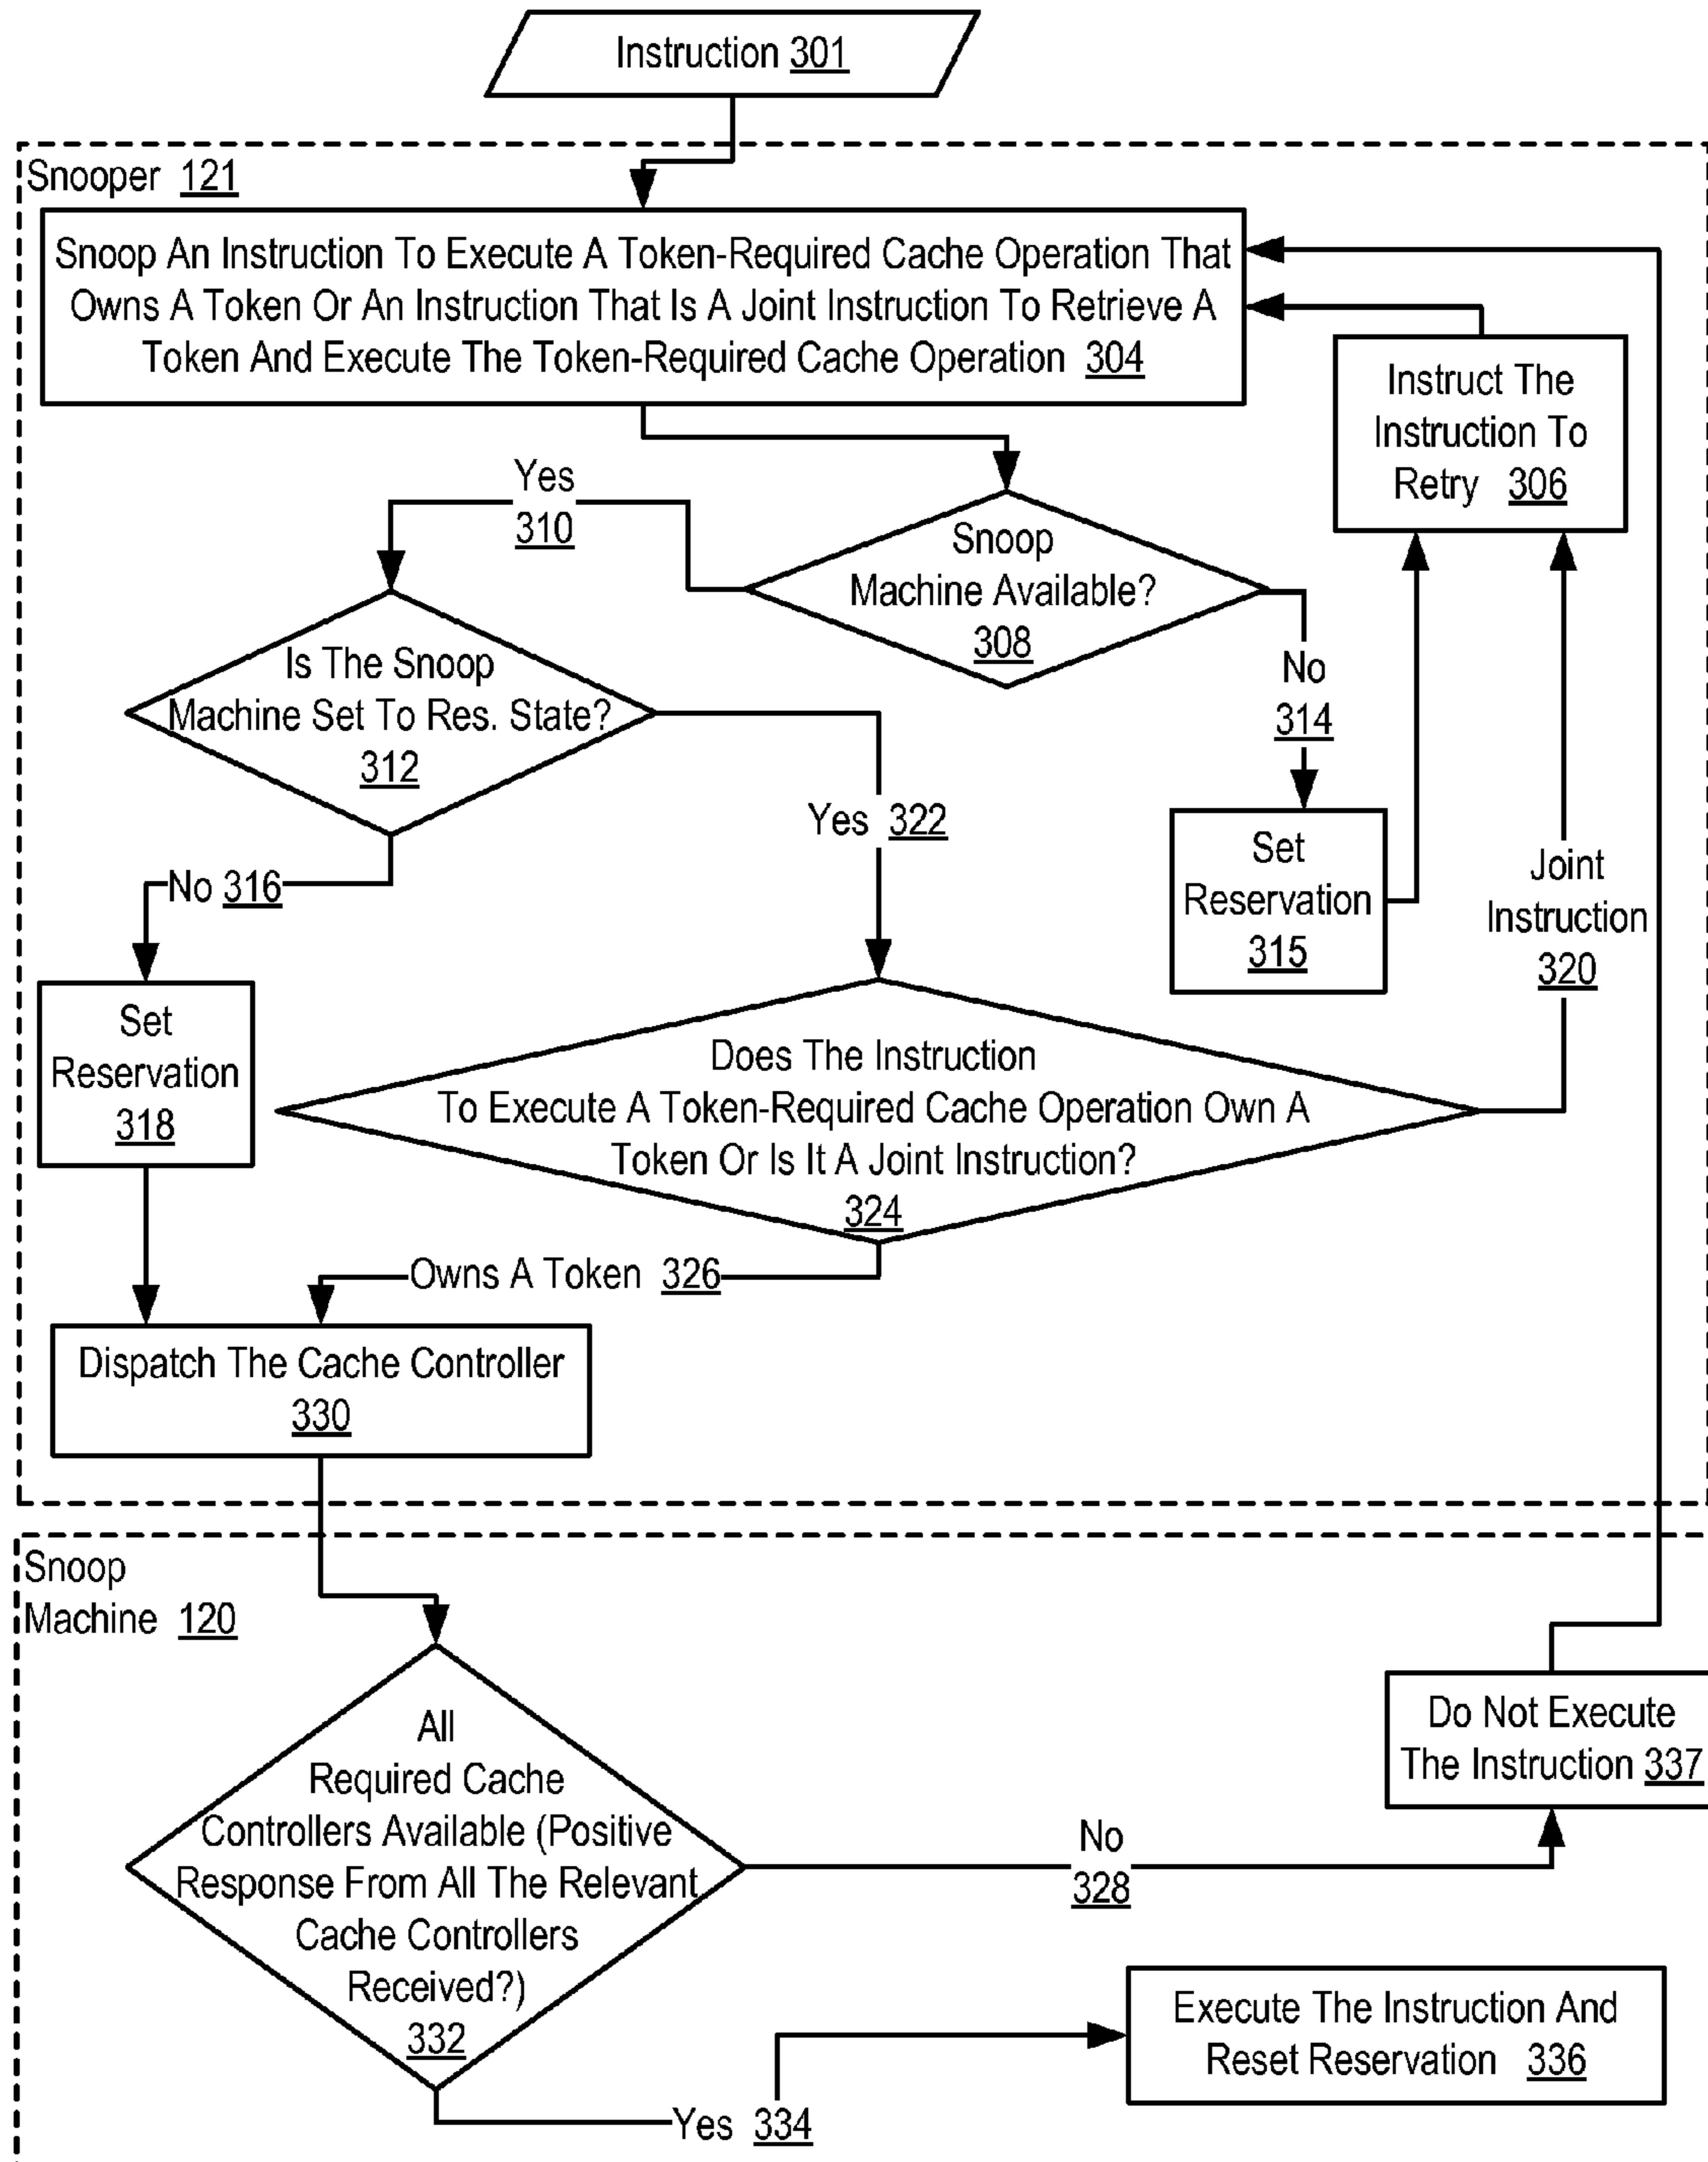 Instruction 301
Snooper 121
Snoop An Instruction To Execute A Token-Required Cache Operation That
Owns A Token Or An Instruction That Is A Joint Instruction To Retrieve A
Token And Execute The Token-Required Cache Operation 304
Instruct The
Instruction To
Retry 306
Yes
310
Snoop
Machine Available?
308
No
314
Is The Snoop
Machine Set To Res. State?
312
Yes 322
Set
Reservation
315
Joint
Instruction
320
No 316
Set
Reservation
318
Does The Instruction
To Execute A Token-Required Cache Operation Own A
Token Or Is It A Joint Instruction?
324
Owns A Token 326
Dispatch The Cache Controller
330
Snoop
Machine 120
All
Required Cache
Controllers Available (Positive
Response From All The Relevant
Cache Controllers
Received?)
332
No
328
Do Not Execute
The Instruction 337
Yes 334
Execute The Instruction And
Reset Reservation 336